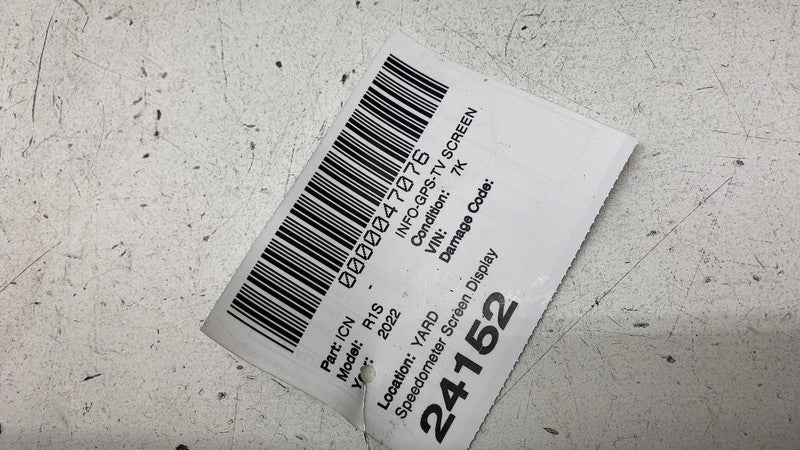 0000047076
Part: ICN - INFO-GPS-TV SCREEN
Model: R1S Condition: 7K
Year: 2022 VIN:
Damage Code:
Location: YARD
Speedometer Screen Display
24152